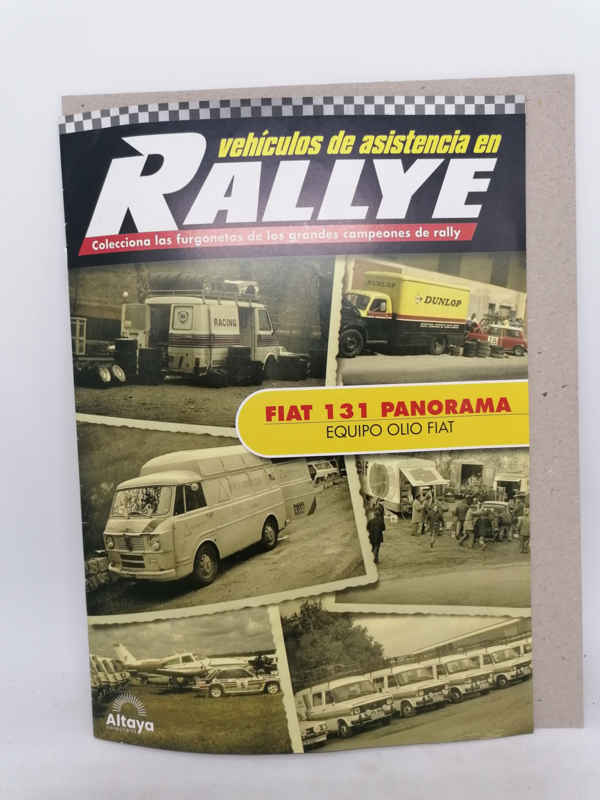 vehículos de asistencia en
RALLYE
Colecciona las furgonetas de los grandes campeones de rally
RACING
DUNLOP
DUNLOP
18
FIAT 131 PANORAMA
EQUIPO OLIO FIAT
Altaya